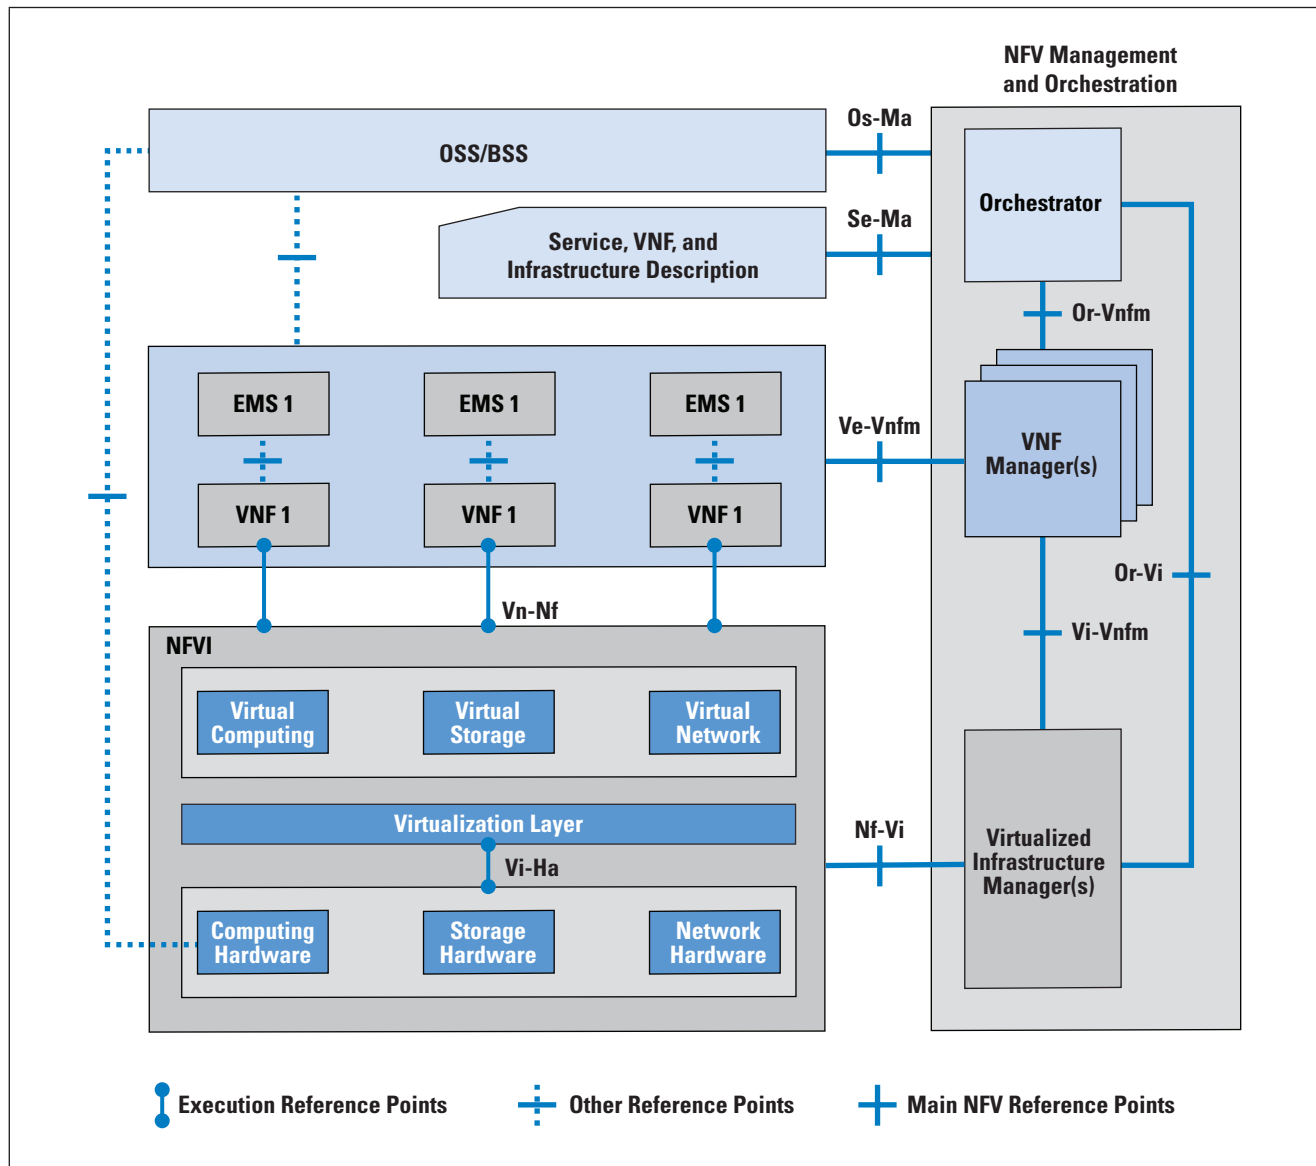 NFV Management
and Orchestration
Os-Ma
OSS/BSS
Orchestrator
Se-Ma
Service, VNF, and
Infrastructure Description
Or-Vnfm
EMS 1
EMS 1
EMS 1
Ve-Vnfm
VNF
Manager(s)
VNF 1
VNF 1
VNF 1
Or-Vi
Vn-Nf
Vi-Vnfm
NFVI
Virtual
Computing
Virtual
Storage
Virtual
Network
Virtualization Layer
Nf-Vi
Virtualized
Infrastructure
Manager(s)
Vi-Ha
Computing
Hardware
Storage
Hardware
Network
Hardware
Execution Reference Points
Other Reference Points
Main NFV Reference Points